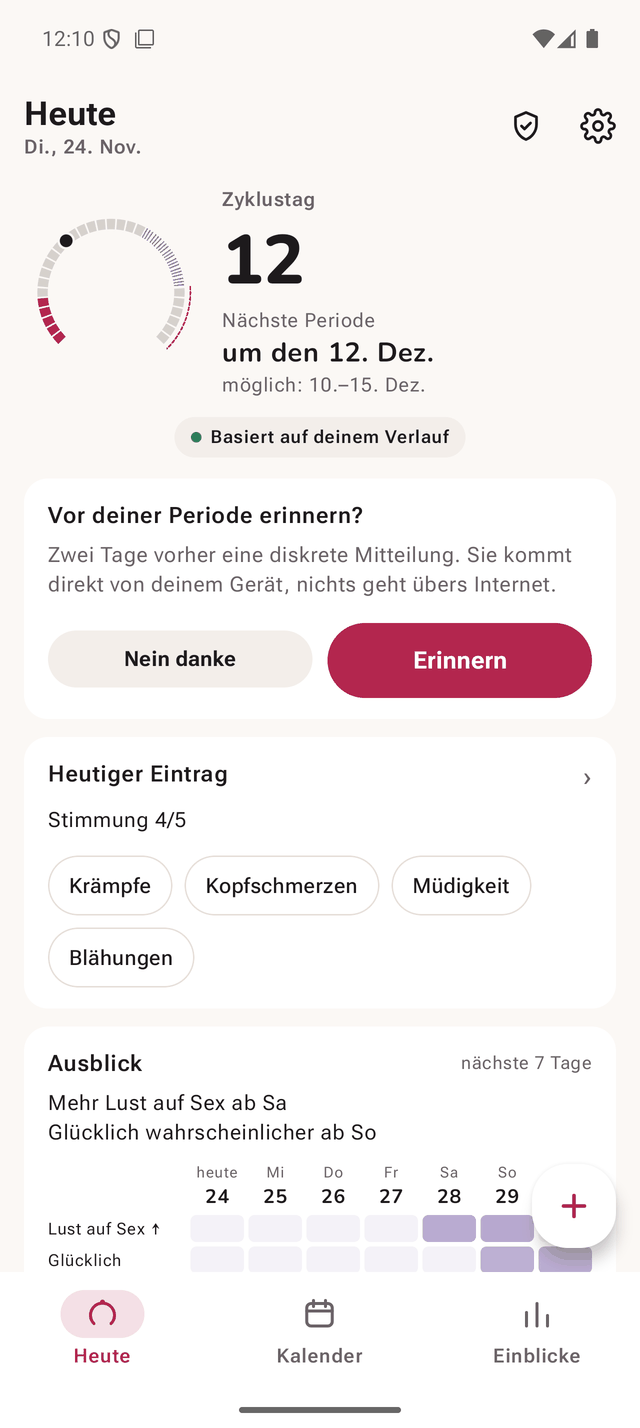 12:10
Heute
Di., 24. Nov.
Zyklustag
12
Nächste Periode
um den 12. Dez.
möglich: 10.–15. Dez.
Basiert auf deinem Verlauf
Vor deiner Periode erinnern?
Zwei Tage vorher eine diskrete Mitteilung. Sie kommt
direkt von deinem Gerät, nichts geht übers Internet.
Nein danke
Erinnern
Heutiger Eintrag
Stimmung 4/5
Krämpfe
Kopfschmerzen
Müdigkeit
Blähungen
Ausblick
nächste 7 Tage
Mehr Lust auf Sex ab Sa
Glücklich wahrscheinlicher ab So
heute Mi Do Fr Sa So
24 25 26 27 28 29
Lust auf Sex ↑
Glücklich
Heute
Kalender
Einblicke